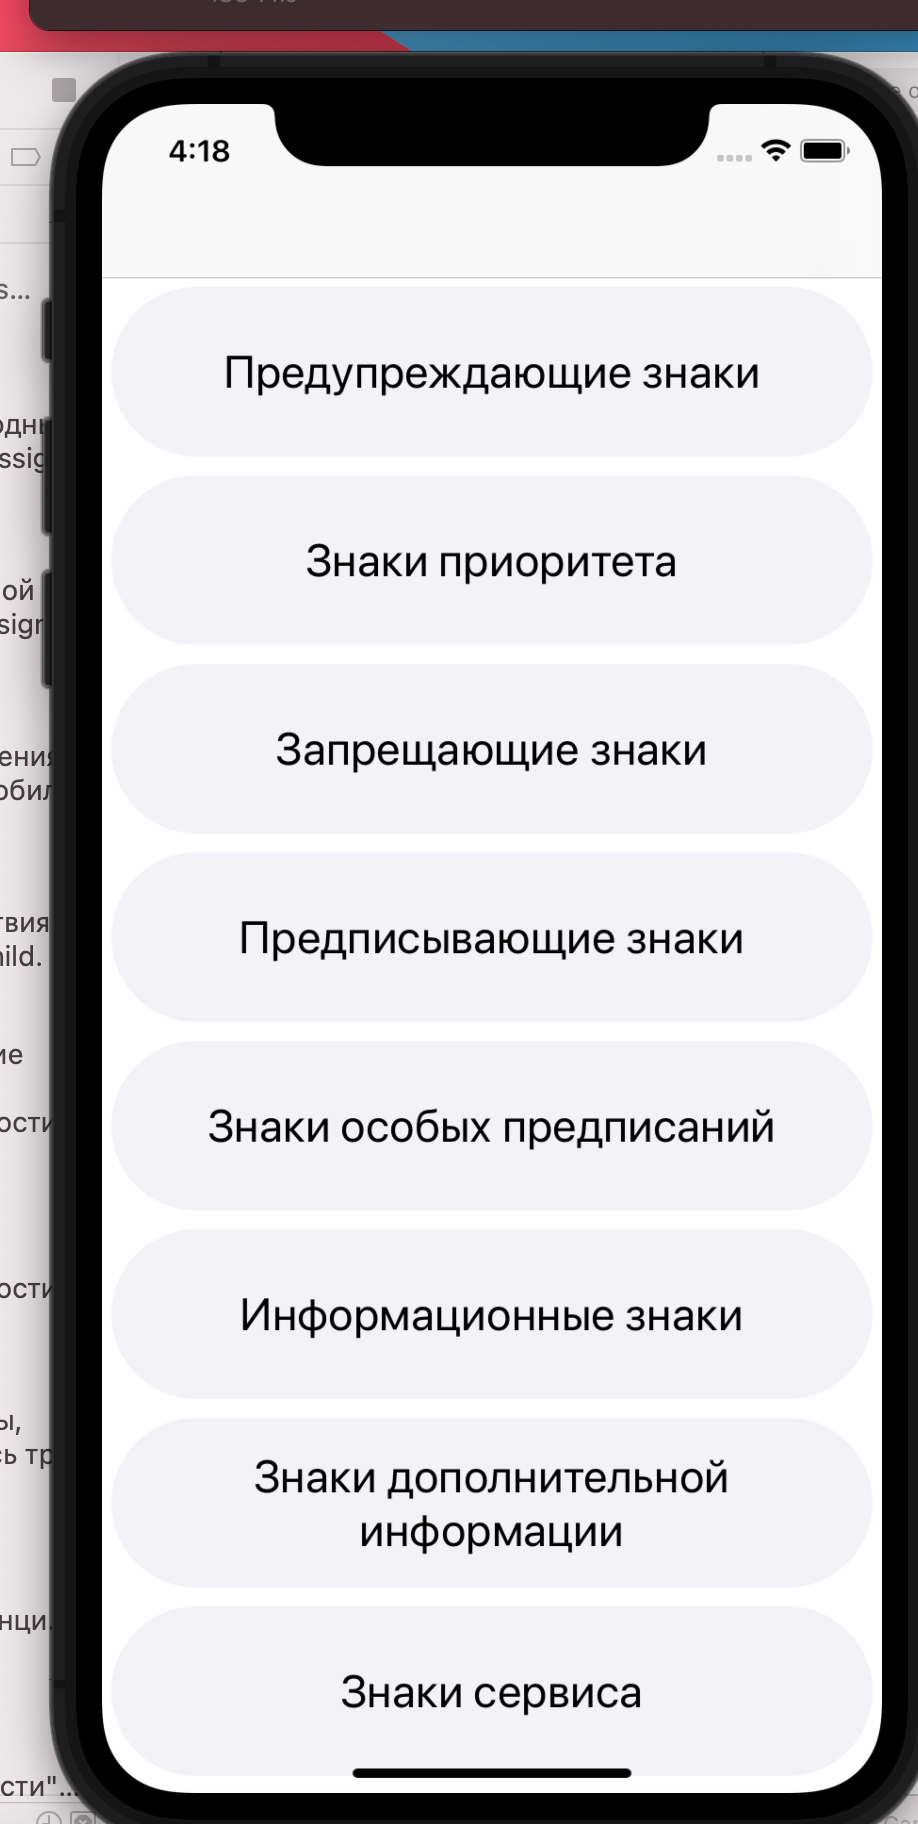 4:18
Предупреждающие знаки
Знаки приоритета
Запрещающие знаки
Предписывающие знаки
Знаки особых предписаний
Информационные знаки
Знаки дополнительной
информации
Знаки сервиса